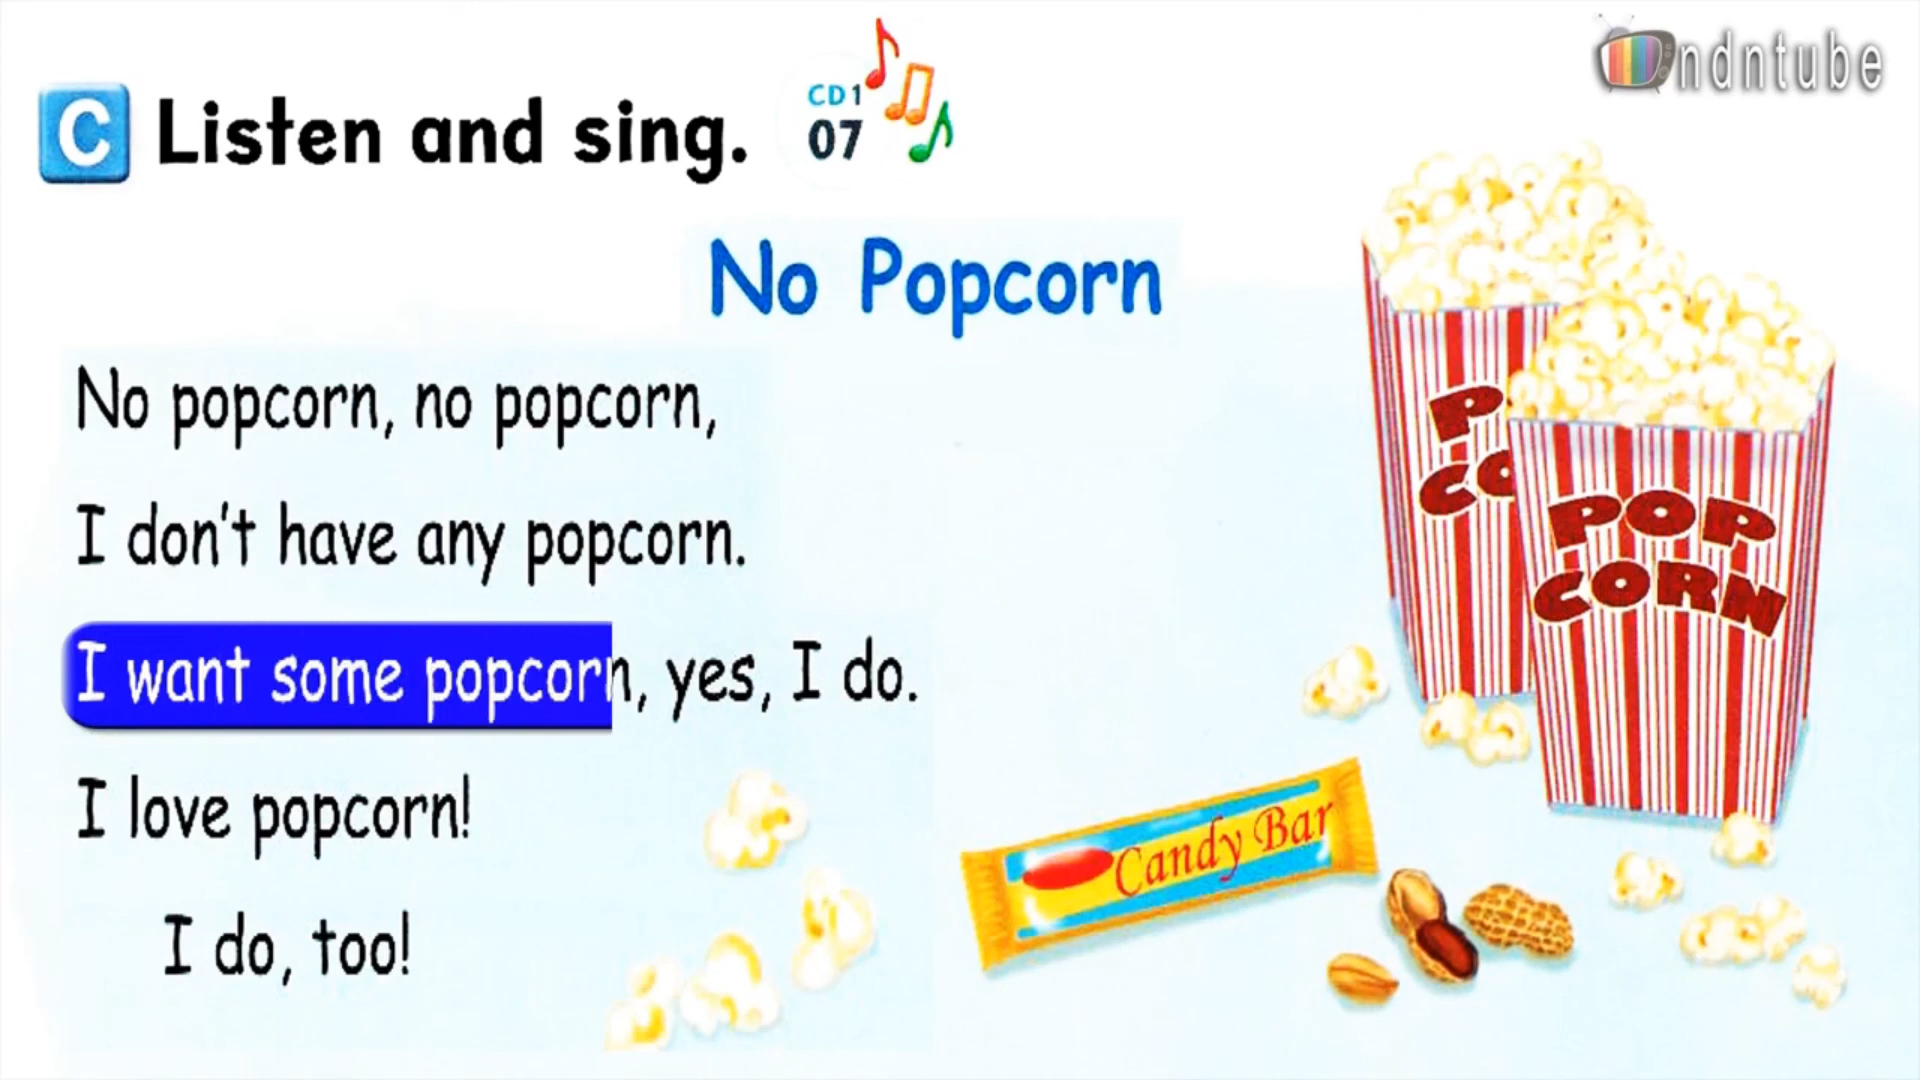 C Listen and sing. CD1 07
ndntube
No Popcorn
No popcorn, no popcorn,
I don't have any popcorn.
I want some popcorn, yes, I do.
I love popcorn!
I do, too!
P
CO
POP
CORN
Candy Bar